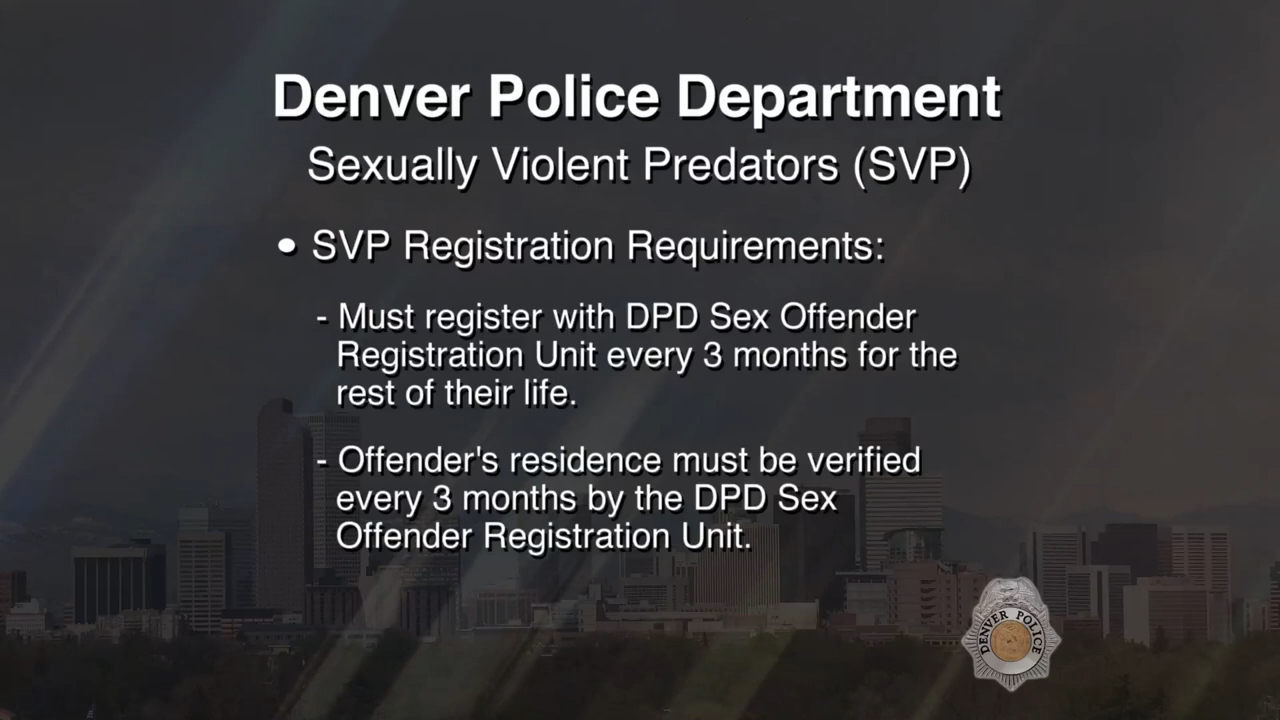 Denver Police Department
Sexually Violent Predators (SVP)
• SVP Registration Requirements:
- Must register with DPD Sex Offender
Registration Unit every 3 months for the
rest of their life.
- Offender's residence must be verified
every 3 months by the DPD Sex
Offender Registration Unit.
DENVER POLICE